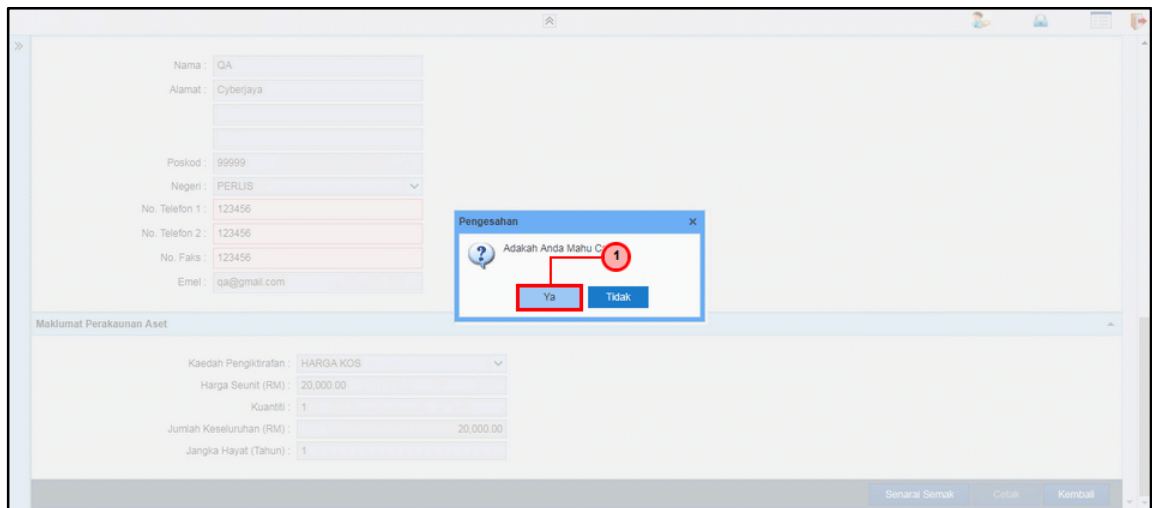 Nama : QA
Alamat : Cyberjaya
Poskod : 99999
Negeri : PERLIS
No. Telefon 1 : 123456
No. Telefon 2 : 123456
No. Faks : 123456
Emel : qa@gmail.com
Pengesahan x
Adakah Anda Mahu
1
Ya Tidak
Maklumat Perakaunan Aset
Kaedah Pengiktirafan : HARGA KOS
Harga Seunit (RM) : 20,000.00
Kuantiti : 1
Jumlah Keseluruhan (RM) : 20,000.00
Jangka Hayat (Tahun) : 1
Senarai Semak Cetak Kembali